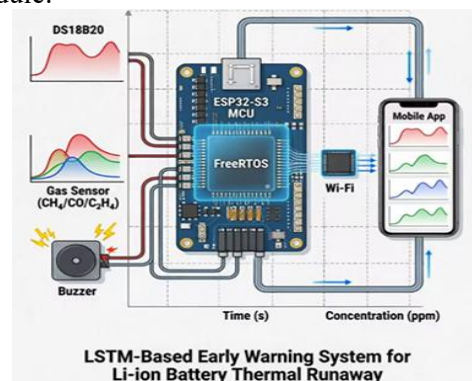 dule.
DS18B20
ESP32-S3
MCU
Mobile App
FreeRTOS
Wi-Fi
Gas Sensor
(CH₄/CO/C₂H₄)
Buzzer
Time (s)
Concentration (ppm)
LSTM-Based Early Warning System for
Li-ion Battery Thermal Runaway